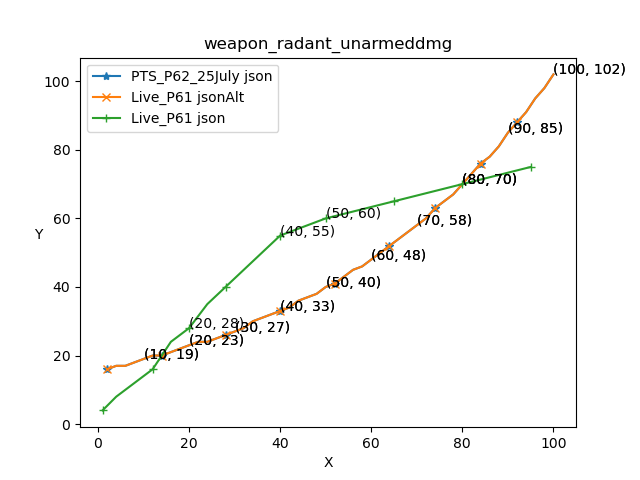 weapon_radant_unarmeddmg
PTS_P62_25July json
Live_P61 jsonAlt
Live_P61 json
(100, 102)
(90, 85)
(80, 70)
(70, 58)
(50, 60)
(40, 55)
(60, 48)
(50, 40)
(40, 33)
(20, 28)
(30, 27)
(20, 23)
(10, 19)
Y
100
80
60
40
20
0
0 20 40 60 80 100
X